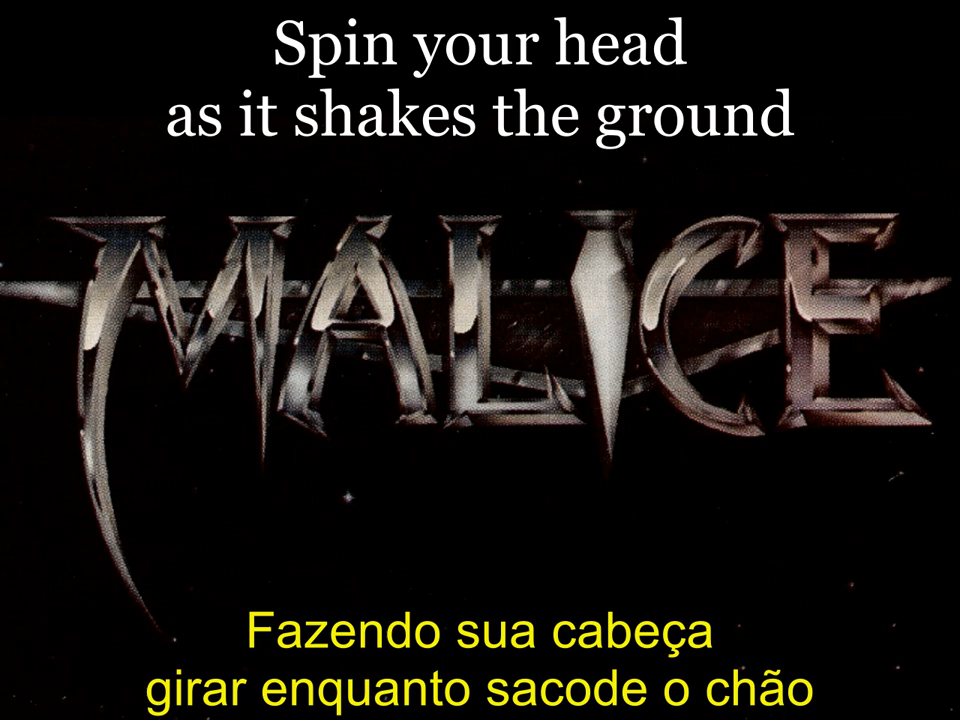 Spin your head
as it shakes the ground
MALICE
Fazendo sua cabeça
girar enquanto sacode o chão